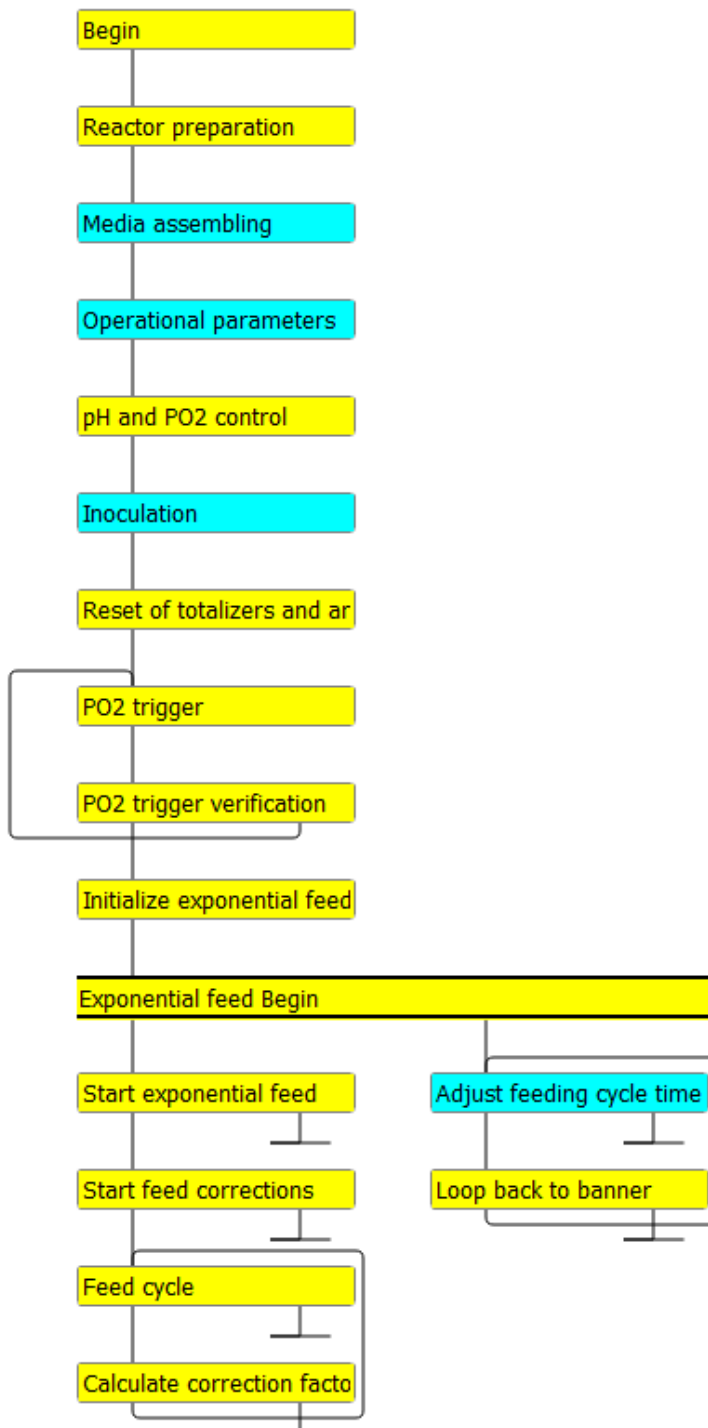 Begin
Reactor preparation
Media assembling
Operational parameters
pH and PO2 control
Inoculation
Reset of totalizers and ar
PO2 trigger
PO2 trigger verification
Initialize exponential feed
Exponential feed Begin
Start exponential feed
Adjust feeding cycle time
Start feed corrections
Loop back to banner
Feed cycle
Calculate correction facto